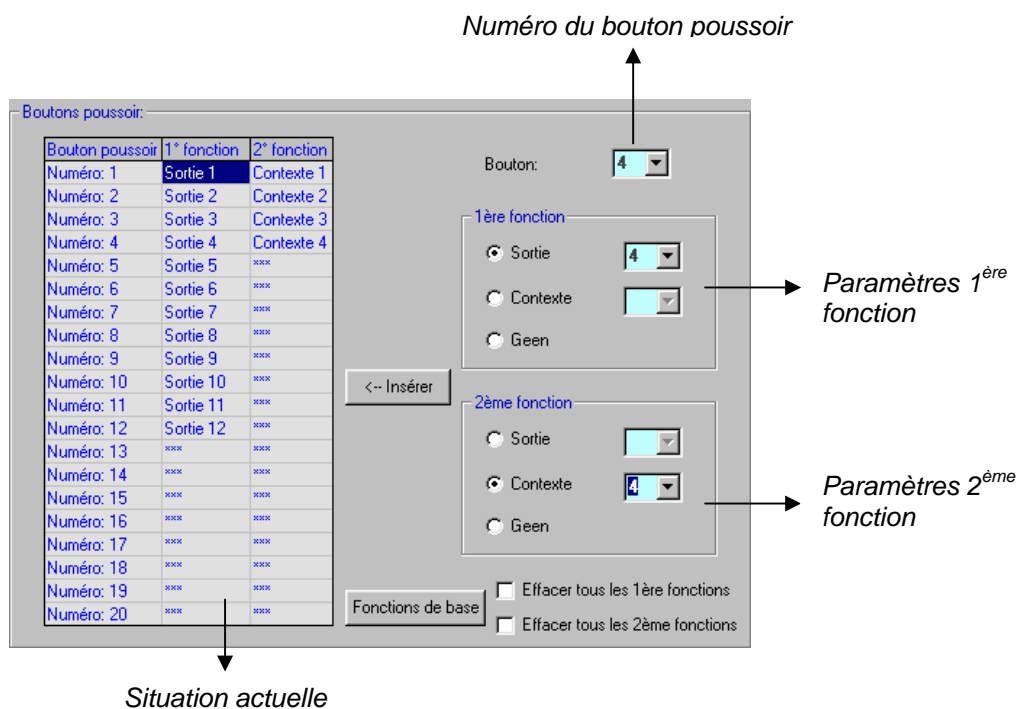 Numéro du bouton poussoir
Boutons poussoir:
Bouton poussoir 1° fonction 2° fonction
Numéro: 1 Sortie 1 Contexte 1
Numéro: 2 Sortie 2 Contexte 2
Numéro: 3 Sortie 3 Contexte 3
Numéro: 4 Sortie 4 Contexte 4
Numéro: 5 Sortie 5 ***
Numéro: 6 Sortie 6 ***
Numéro: 7 Sortie 7 ***
Numéro: 8 Sortie 8 ***
Numéro: 9 Sortie 9 ***
Numéro: 10 Sortie 10 ***
Numéro: 11 Sortie 11 ***
Numéro: 12 Sortie 12 ***
Numéro: 13 *** ***
Numéro: 14 *** ***
Numéro: 15 *** ***
Numéro: 16 *** ***
Numéro: 17 *** ***
Numéro: 18 *** ***
Numéro: 19 *** ***
Numéro: 20 *** ***
Bouton: 4
1ère fonction
Sortie 4
Contexte
Geen
<-- Insérer
2ème fonction
Sortie
Contexte 4
Geen
Fonctions de base
Effacer tous les 1ère fonctions
Effacer tous les 2ème fonctions
Paramètres 1ère
fonction
Paramètres 2ème
fonction
Situation actuelle